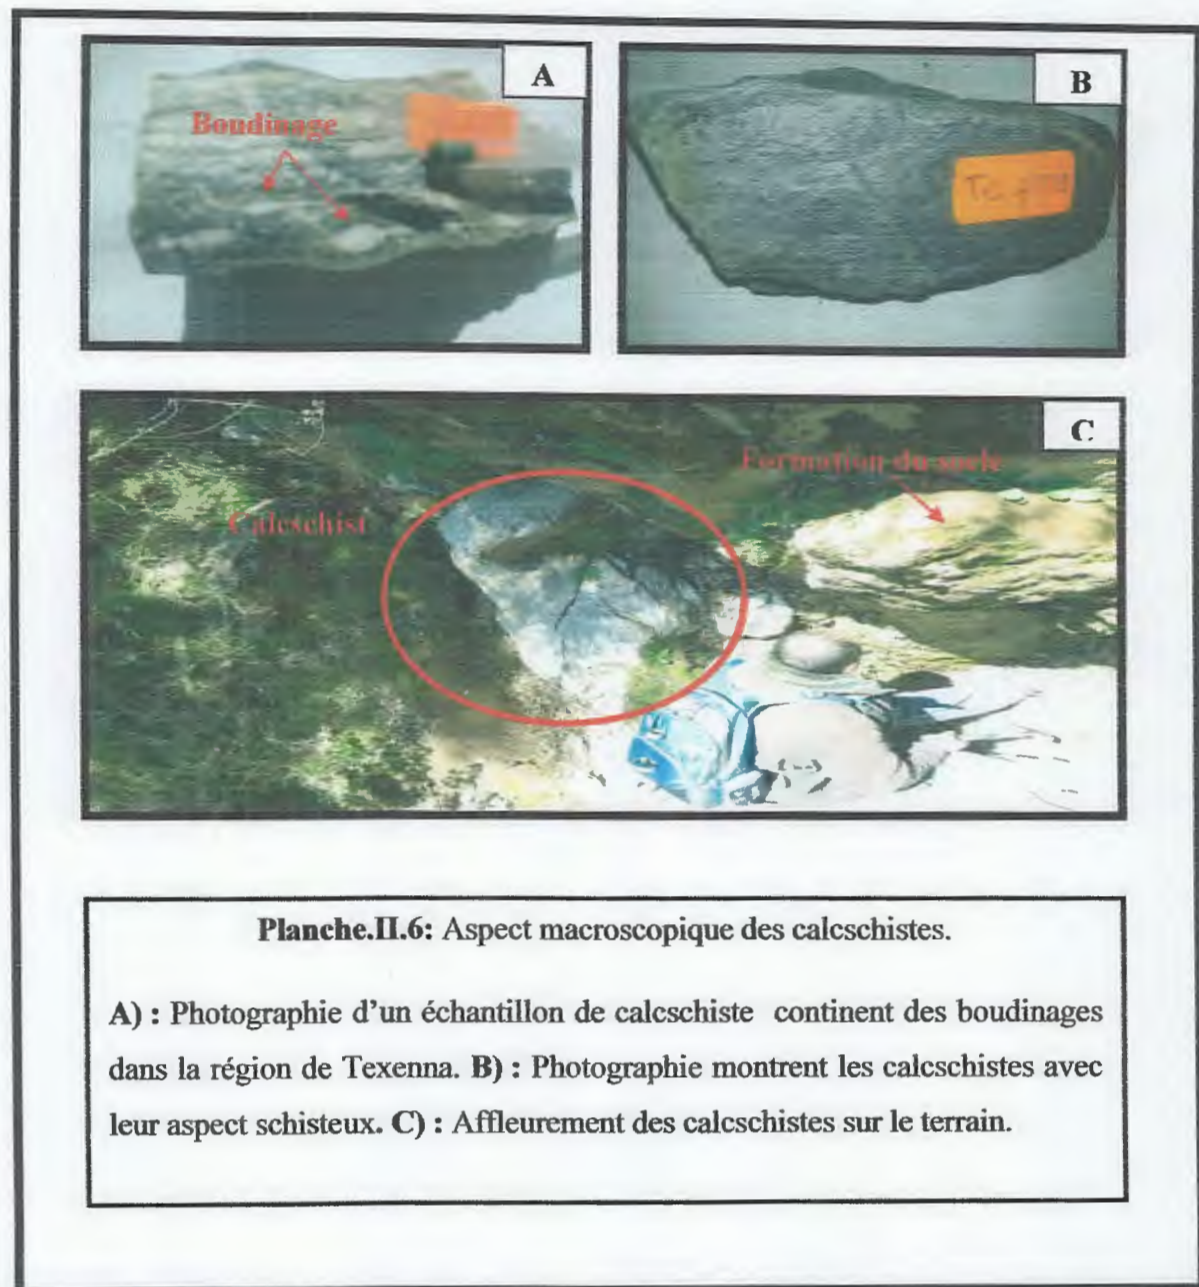 A
Boudinage
B
C
Formation du socle
Calcschist
Planche.II.6: Aspect macroscopique des calcschistes.
A) : Photographie d'un échantillon de calcschiste continent des boudinages
dans la région de Texenna. B) : Photographie montrent les calcschistes avec
leur aspect schisteux. C) : Affleurement des calcschistes sur le terrain.